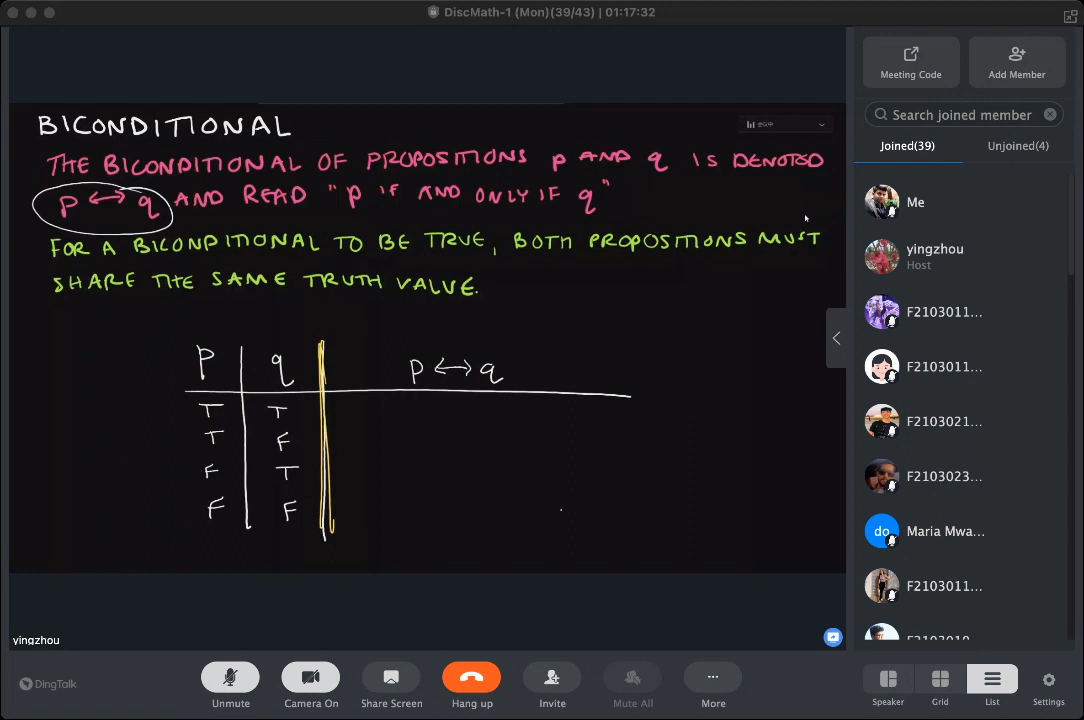 DiscMath-1 (Mon)(39/43) | 01:17:32
BICONDITIONAL
THE BICONDITIONAL OF PROPOSITIONS p AND q IS DENOTED
p ↔ q AND READ "p IF AND ONLY IF q"
FOR A BICONDITIONAL TO BE TRUE, BOTH PROPOSITIONS MUST
SHARE THE SAME TRUTH VALUE.
P q p ↔ q
T T
T F
F T
F F
yingzhou
Meeting Code Add Member
Search joined member
Joined(39) Unjoined(4)
Me
yingzhou
Host
F2103011...
F2103011...
F2103021...
F2103023...
do Maria Mwa...
F2103011...
DingTalk
Unmute Camera On Share Screen Hang up Invite Mute All More
Speaker Grid List Settings